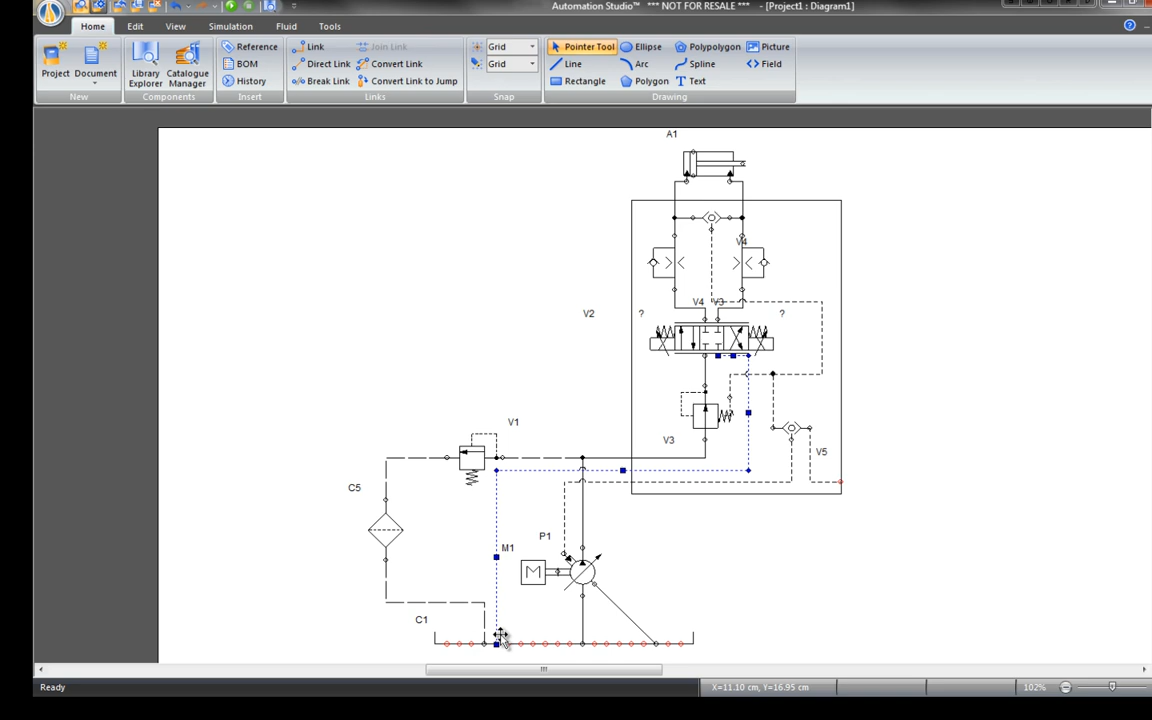 Automation Studio™ *** NOT FOR RESALE *** - [Project1 : Diagram1]
Home Edit View Simulation Fluid Tools
Project
Document
New
Library Explorer
Catalogue Manager
Components
Reference
BOM
History
Insert
Link
Join Link
Direct Link
Convert Link
Break Link
Convert Link to Jump
Links
Grid
Grid
Snap
Pointer Tool
Ellipse
Polypolygon
Picture
Line
Arc
Spline
Field
Rectangle
Polygon
Text
Drawing
A1
V4
V4 V3
V2
?
?
V1
V3
V5
C5
P1
M1
M
C1
Ready
X=11.10 cm, Y=16.95 cm
102%